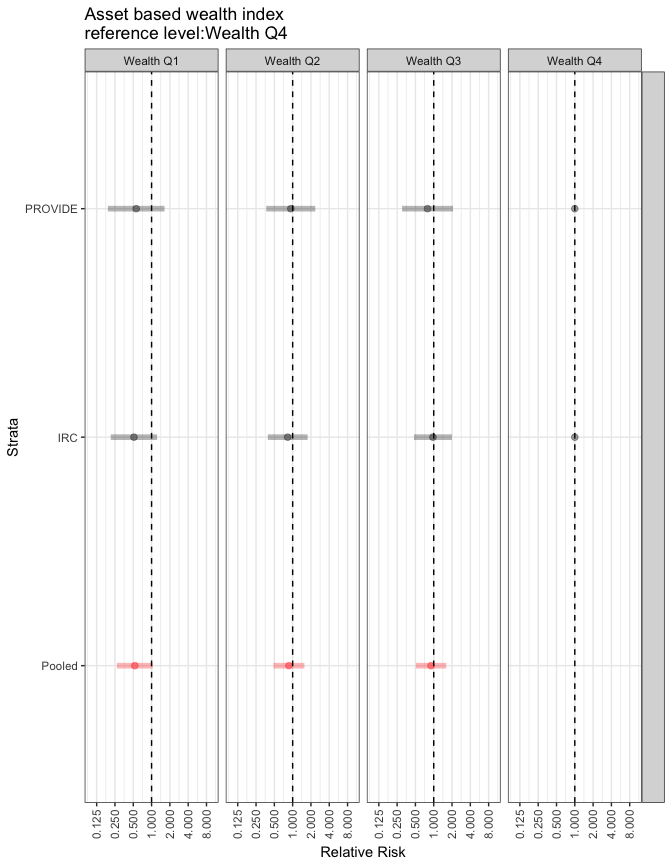 Asset based wealth index
reference level:Wealth Q4
Wealth Q1 Wealth Q2 Wealth Q3 Wealth Q4
PROVIDE
IRC
Pooled
Strata
0.125 0.250 0.500 1.000 2.000 4.000 8.000 0.125 0.250 0.500 1.000 2.000 4.000 8.000 0.125 0.250 0.500 1.000 2.000 4.000 8.000 0.125 0.250 0.500 1.000 2.000 4.000 8.000
Relative Risk